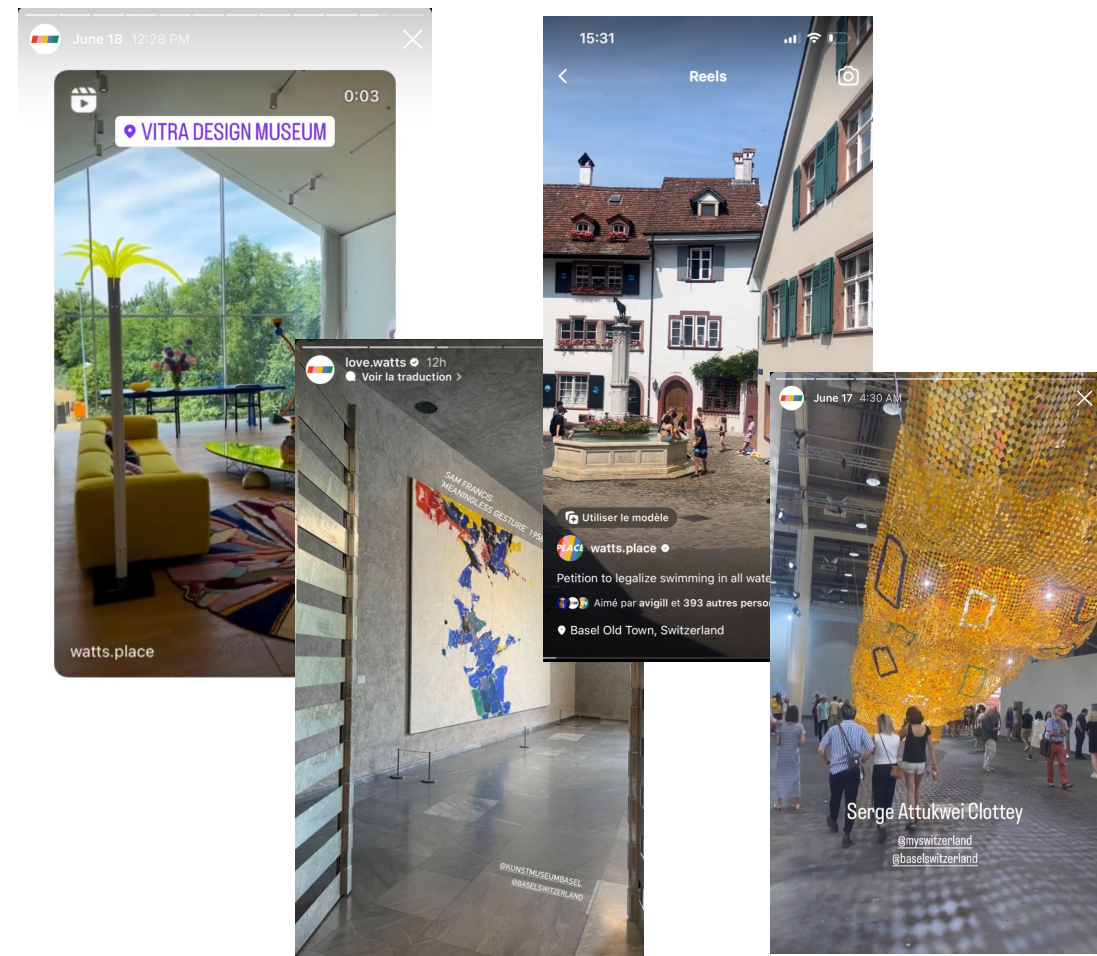 June 18 12:28 PM
0:03
VITRA DESIGN MUSEUM
watts.place
love.watts 12h
Voir la traduction >
SAM FRANCIS
'MEANINGLESS GESTURE' 1958
@KUNSTMUSEUMBASEL
@BASELSWITZERLAND
15:31
Reels
Utiliser le modèle
PLACE
watts.place
Petition to legalize swimming in all wate
Aimé par avigill et 393 autres perso
Basel Old Town, Switzerland
June 17 4:30 AM
Serge Attukwei Clottey
@myswitzerland
@baselswitzerland